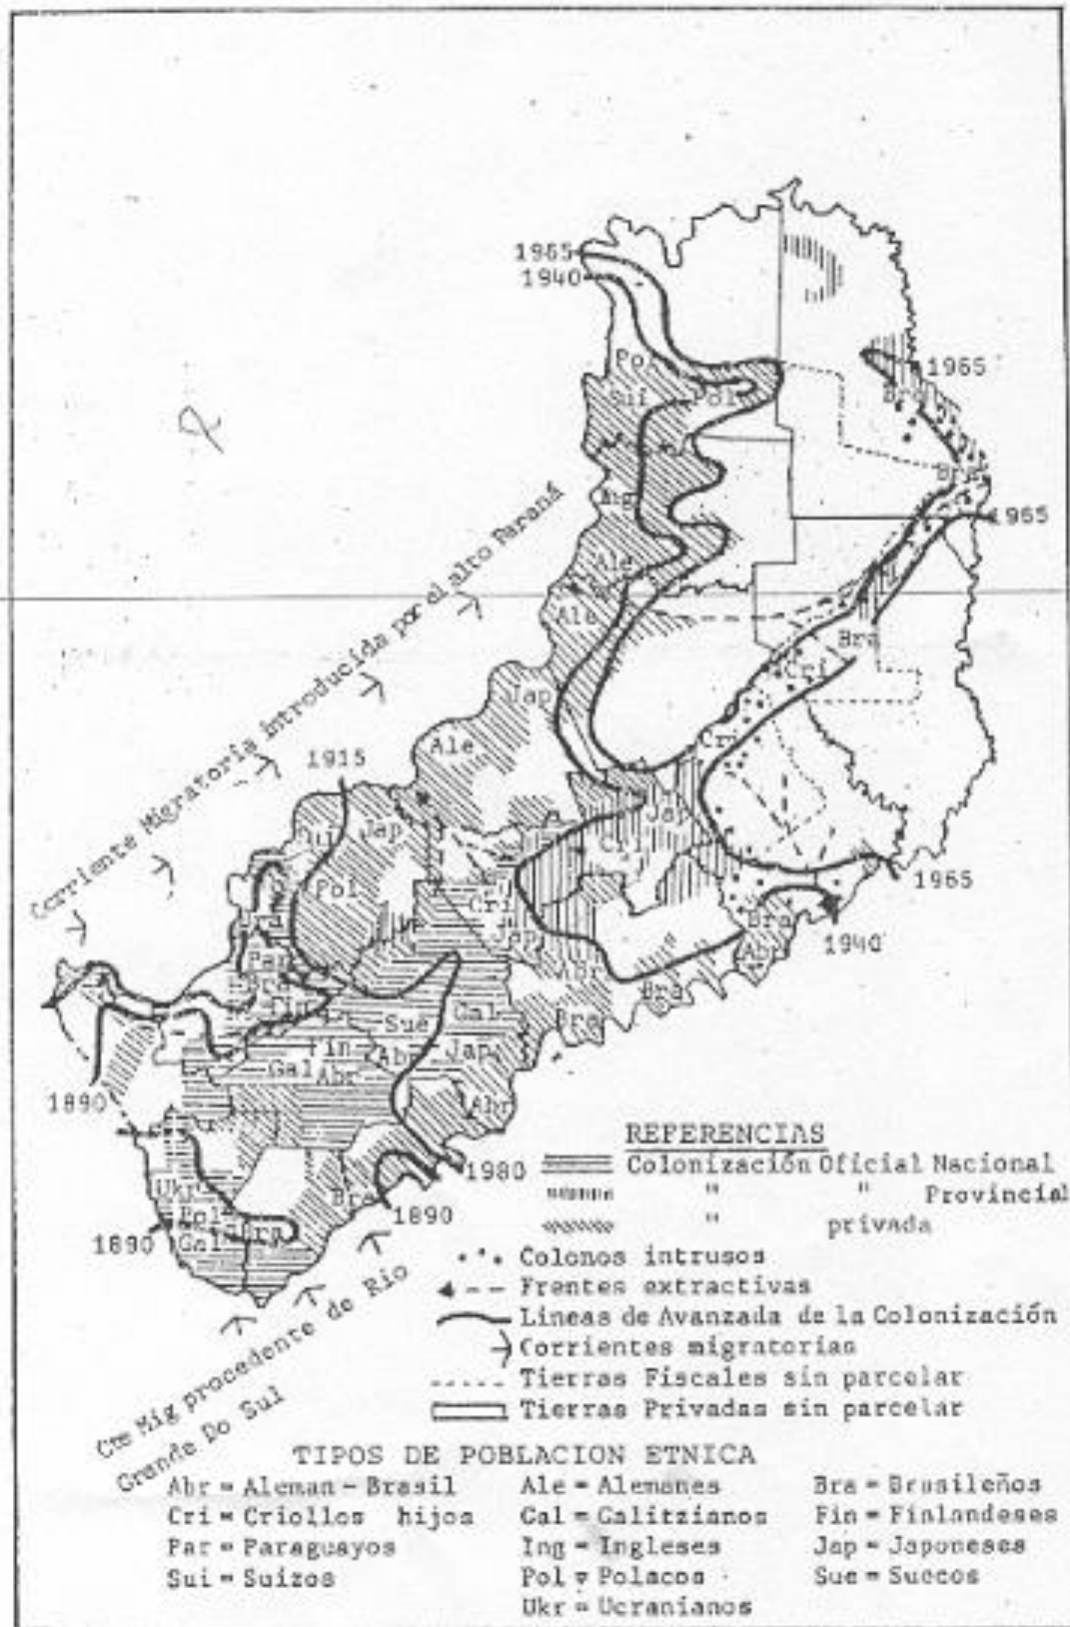 1965
1940
Pol
Sui
Pol
1965
Bra
Bra
1965
Ing
Ale
Ale
Bra
Cri
Corriente Migratoria introducida por el alto Paraná
Jap
Cri
Ale
1915
Jap
Jap
Cri
Pol
Cri
Jap
1965
Bra
Abr
1940
Par
Bra
Abr
Bra
Bra
Sue
Gal
Fin
Abr
Jap
Gal
Abr
Abr
1890
1980
Ukr
Bra
1890
Pol
Gal
Bra
1890
Cte Mig procedente de Rio
Grande Do Sul
REFERENCIAS
Colonización Oficial Nacional
" " Provincial
" privada
Colonos intrusos
Frentes extractivas
Lineas de Avanzada de la Colonización
Corrientes migratorias
Tierras Fiscales sin parcelar
Tierras Privadas sin parcelar
TIPOS DE POBLACION ETNICA
Abr = Aleman - Brasil Ale = Alemanes Bra = Brasileños
Cri = Criollos hijos Gal = Galitzianos Fin = Finlandeses
Par = Paraguayos Ing = Ingleses Jap = Japoneses
Sui = Suizos Pol = Polacos Sue = Suecos
Ukr = Ucranianos